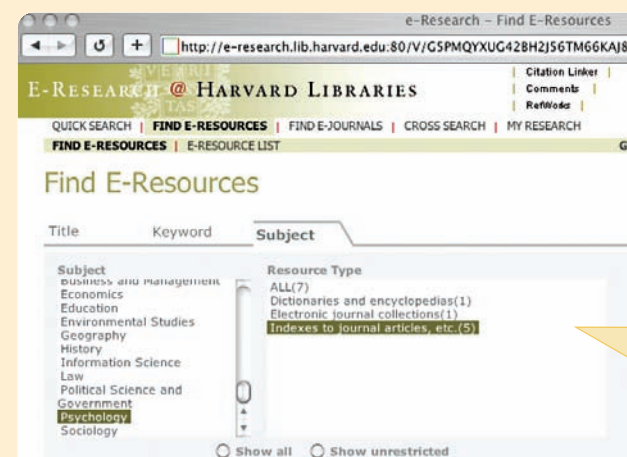 e-Research – Find E-Resources
http://e-research.lib.harvard.edu:80/V/G5PMQYXUG42BH2J56TM66KAJ8
E-RESEARCH @ HARVARD LIBRARIES
| Citation Linker |
| Comments |
| RefWorks |
QUICK SEARCH | FIND E-RESOURCES | FIND E-JOURNALS | CROSS SEARCH | MY RESEARCH
FIND E-RESOURCES | E-RESOURCE LIST
G
Find E-Resources
Title Keyword Subject
Subject
Business and Management
Economics
Education
Environmental Studies
Geography
History
Information Science
Law
Political Science and
Government
Psychology
Sociology
Resource Type
ALL(7)
Dictionaries and encyclopedias(1)
Electronic journal collections(1)
Indexes to journal articles, etc.(5)
Show all Show unrestricted